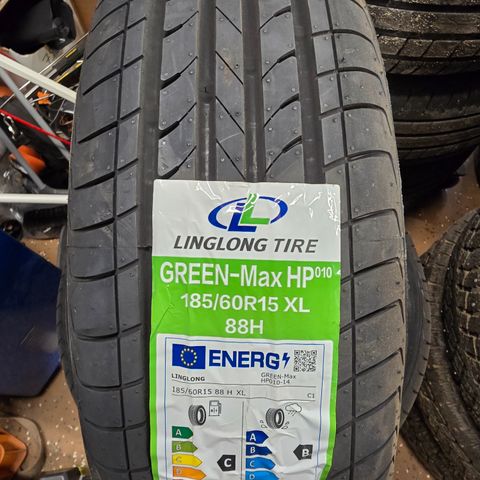 LINGLONG TIRE
GREEN-Max HP010
185/60R15 XL
88H
ENERG
LINGLONG
GREEN-Max
HP010-14
185/60R15 88 H XL
C1
A
B
C
D
C
A
B
C
D
B